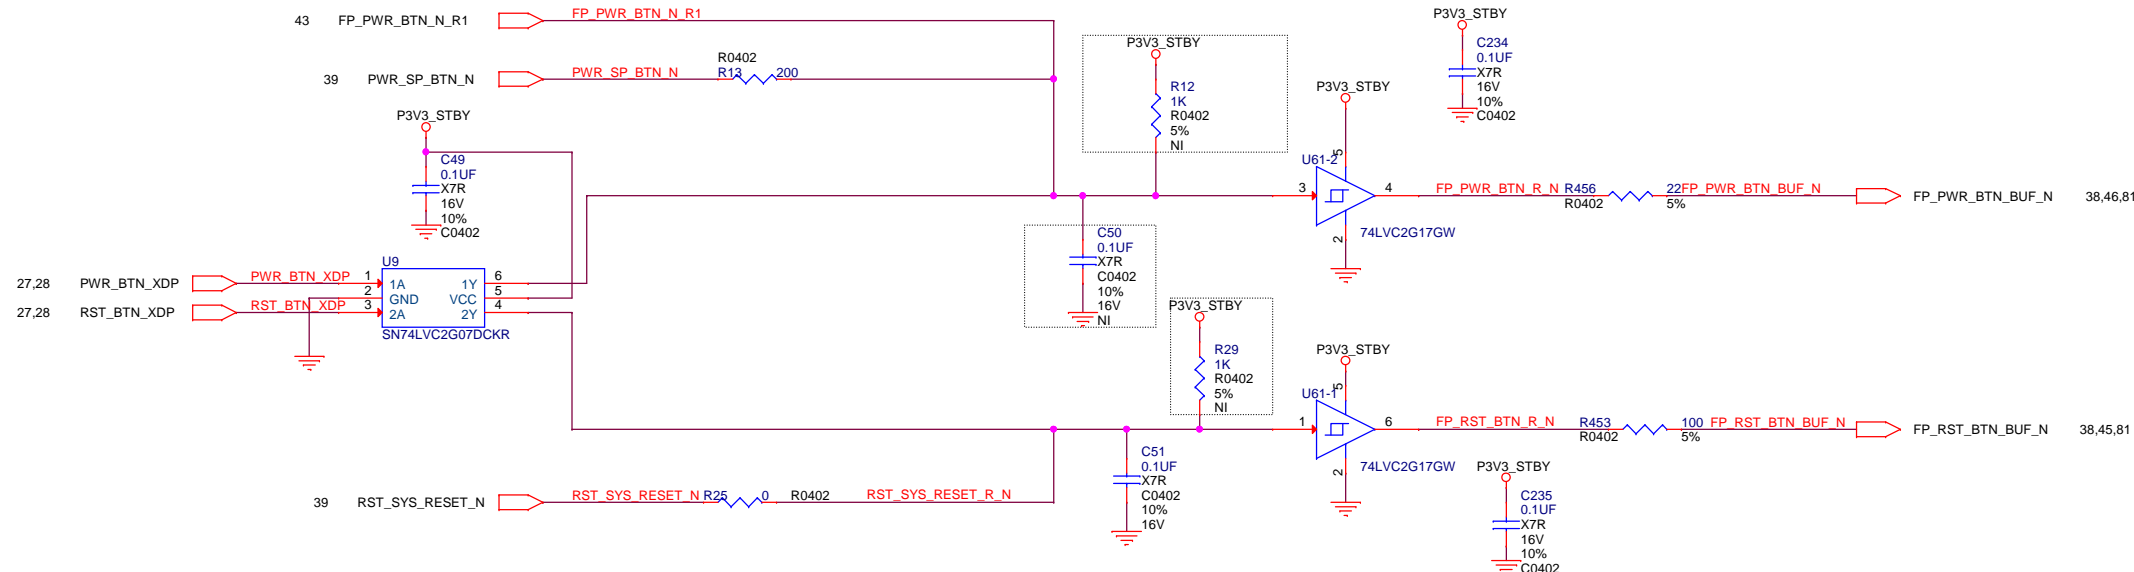 43 FP_PWR_BTN_N_R1 FP_PWR_BTN_N_R1
P3V3_STBY
C234
0.1UF
X7R
16V
10%
C0402
R0402
39 PWR_SP_BTN_N PWR_SP_BTN_N R13 200
P3V3_STBY
R12
1K
R0402
5%
NI
P3V3_STBY
P3V3_STBY
C49
0.1UF
X7R
16V
10%
C0402
U61-2
5
3 4 FP_PWR_BTN_R_N R456 22 FP_PWR_BTN_BUF_N FP_PWR_BTN_BUF_N 38,46,81
R0402 5%
2
74LVC2G17GW
C50
0.1UF
X7R
C0402
10%
16V
NI
U9
27,28 PWR_BTN_XDP PWR_BTN_XDP 1 1A 1Y 6
2 GND VCC 5
27,28 RST_BTN_XDP RST_BTN_XDP 3 2A 2Y 4
SN74LVC2G07DCKR
P3V3_STBY
R29
1K
R0402
5%
NI
P3V3_STBY
U61-1
5
1 6 FP_RST_BTN_R_N R453 100 FP_RST_BTN_BUF_N FP_RST_BTN_BUF_N 38,45,81
R0402 5%
2
74LVC2G17GW
C51
0.1UF
X7R
C0402
10%
16V
P3V3_STBY
C235
0.1UF
X7R
16V
10%
C0402
39 RST_SYS_RESET_N RST_SYS_RESET_N R25 0 R0402 RST_SYS_RESET_R_N